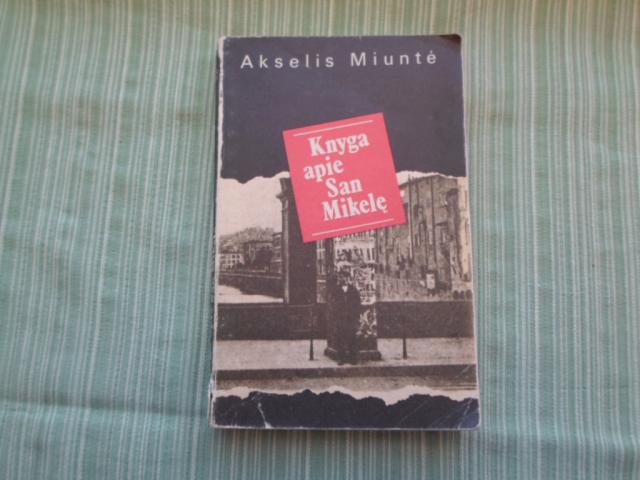 Akselis Miuntė
Knyga
apie
San
Mikelę